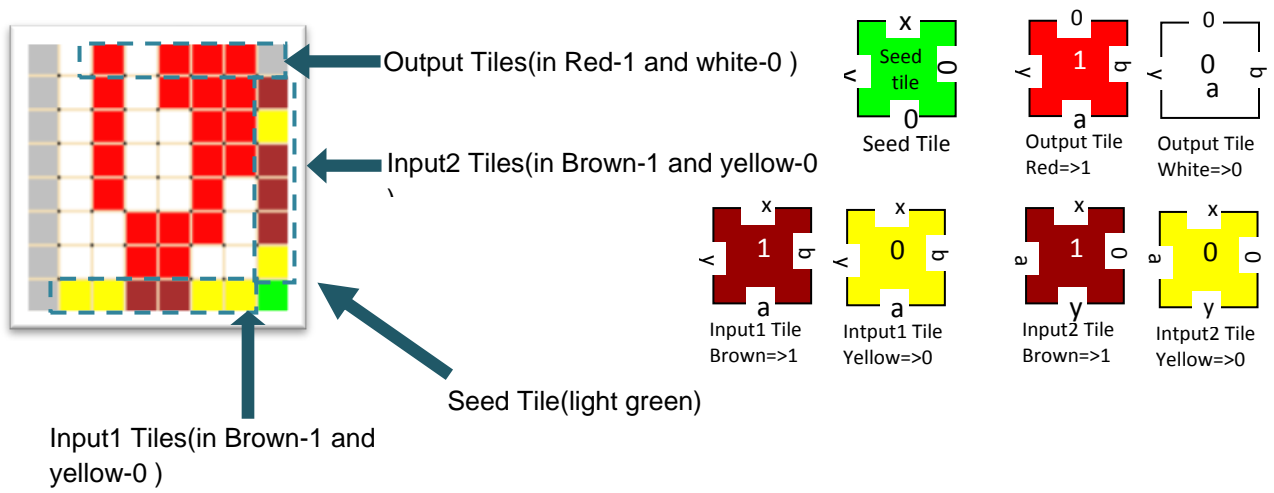 Output Tiles(in Red-1 and white-0 )
Input2 Tiles(in Brown-1 and yellow-0
)
Seed Tile(light green)
Input1 Tiles(in Brown-1 and
yellow-0 )
x
Seed
tile
y
0
0
Seed Tile
0
1
y
b
a
Output Tile
Red=>1
0
0
y
b
a
Output Tile
White=>0
x
1
y
b
a
Input1 Tile
Brown=>1
x
0
y
b
a
Intput1 Tile
Yellow=>0
x
1
a
0
y
Input2 Tile
Brown=>1
x
0
a
0
y
Intput2 Tile
Yellow=>0